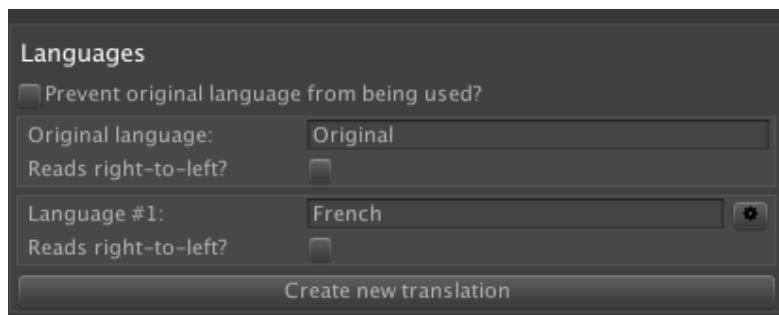 Languages
Prevent original language from being used?
Original language: Original
Reads right-to-left?
Language #1: French
Reads right-to-left?
Create new translation